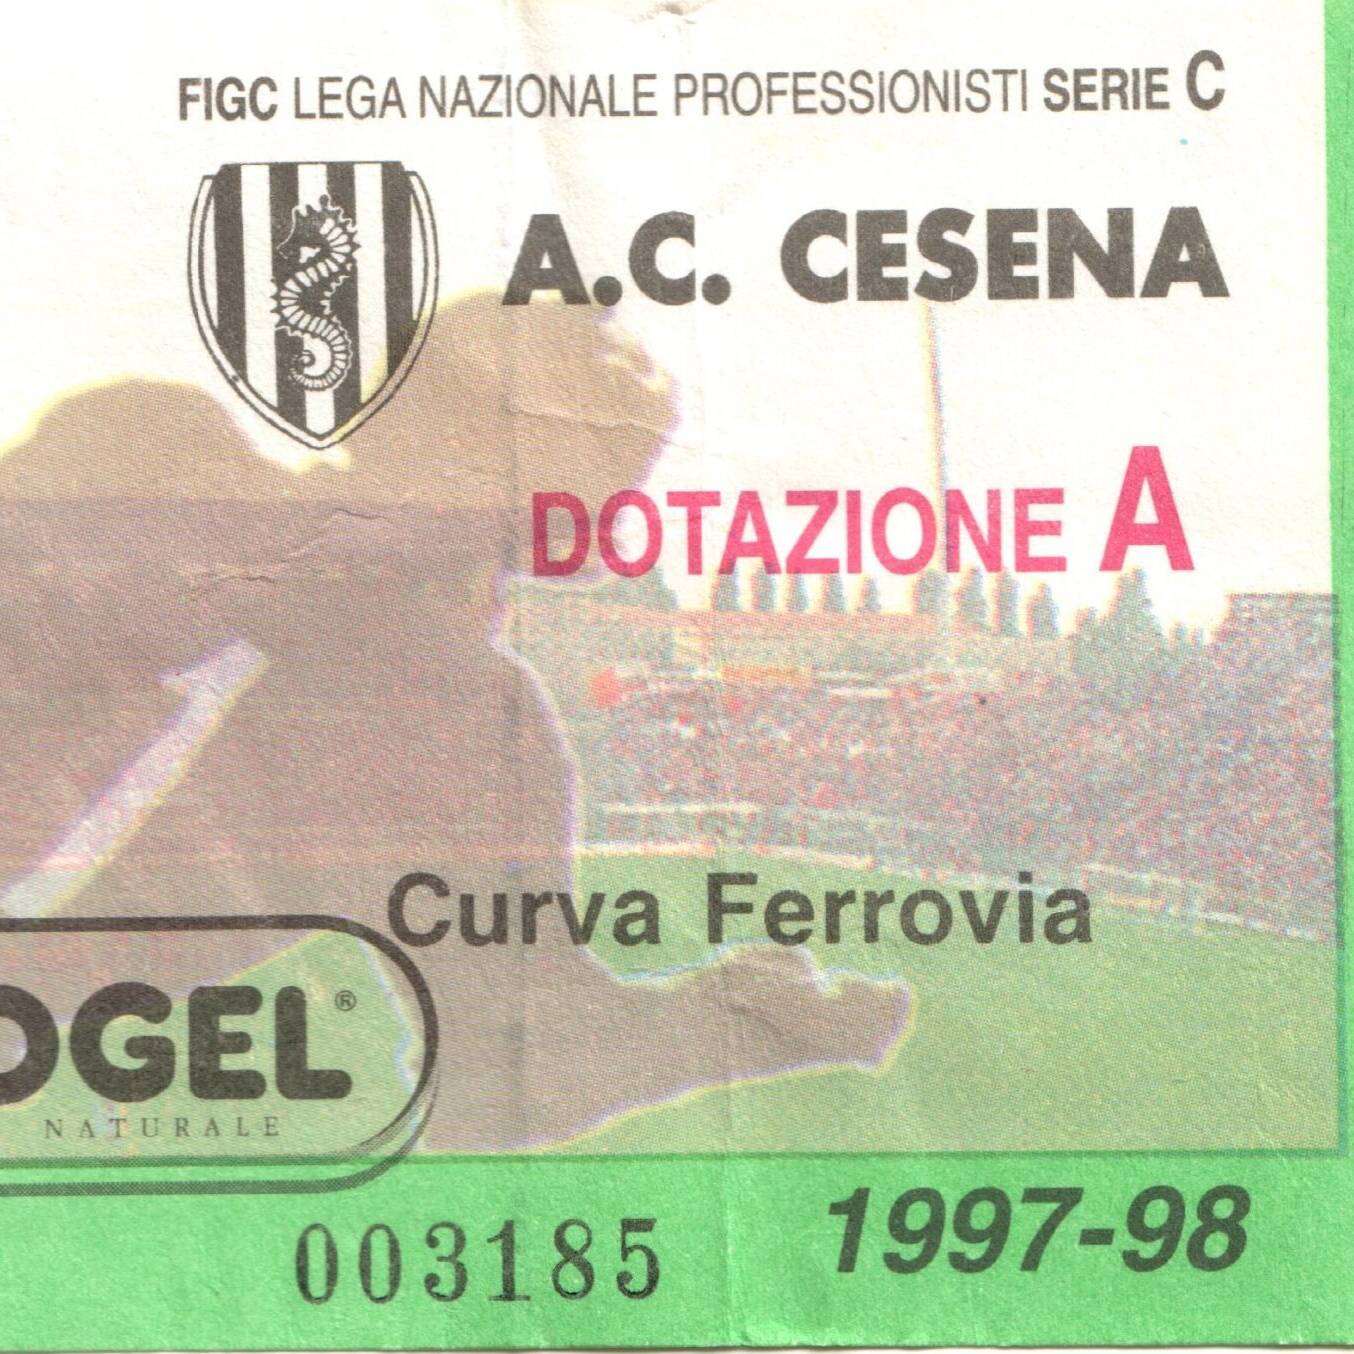 FIGC LEGA NAZIONALE PROFESSIONISTI SERIE C
A.C. CESENA
DOTAZIONE A
Curva Ferrovia
OGEL®
NATURALE
003185
1997-98